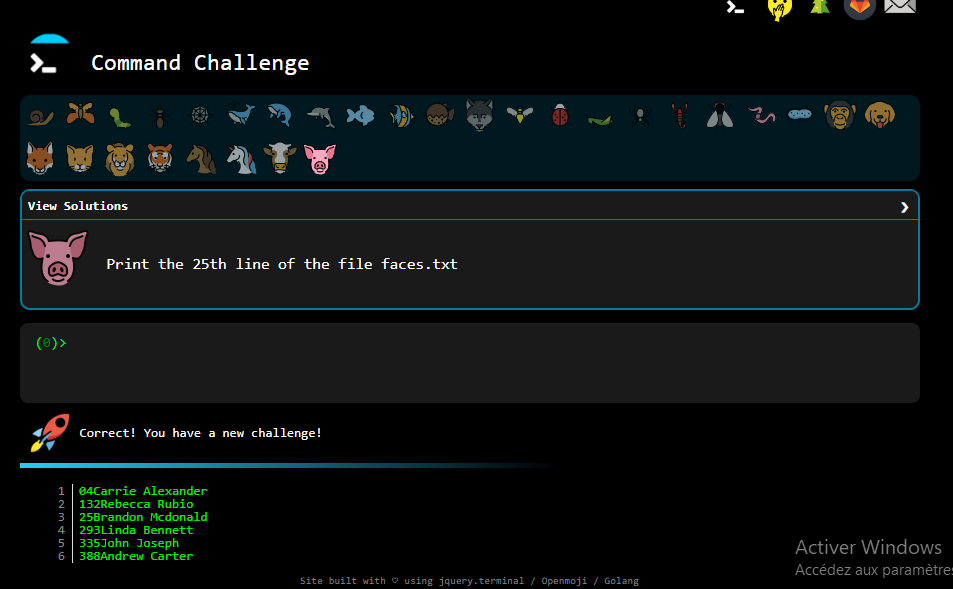 Command Challenge
View Solutions
Print the 25th line of the file faces.txt
(0)>
Correct! You have a new challenge!
1 04Carrie Alexander
2 132Rebecca Rubio
3 25Brandon Mcdonald
4 293Linda Bennett
5 335John Joseph
6 388Andrew Carter
Activer Windows
Accédez aux paramètres
Site built with ♡ using jquery.terminal / Openmoji / Golang